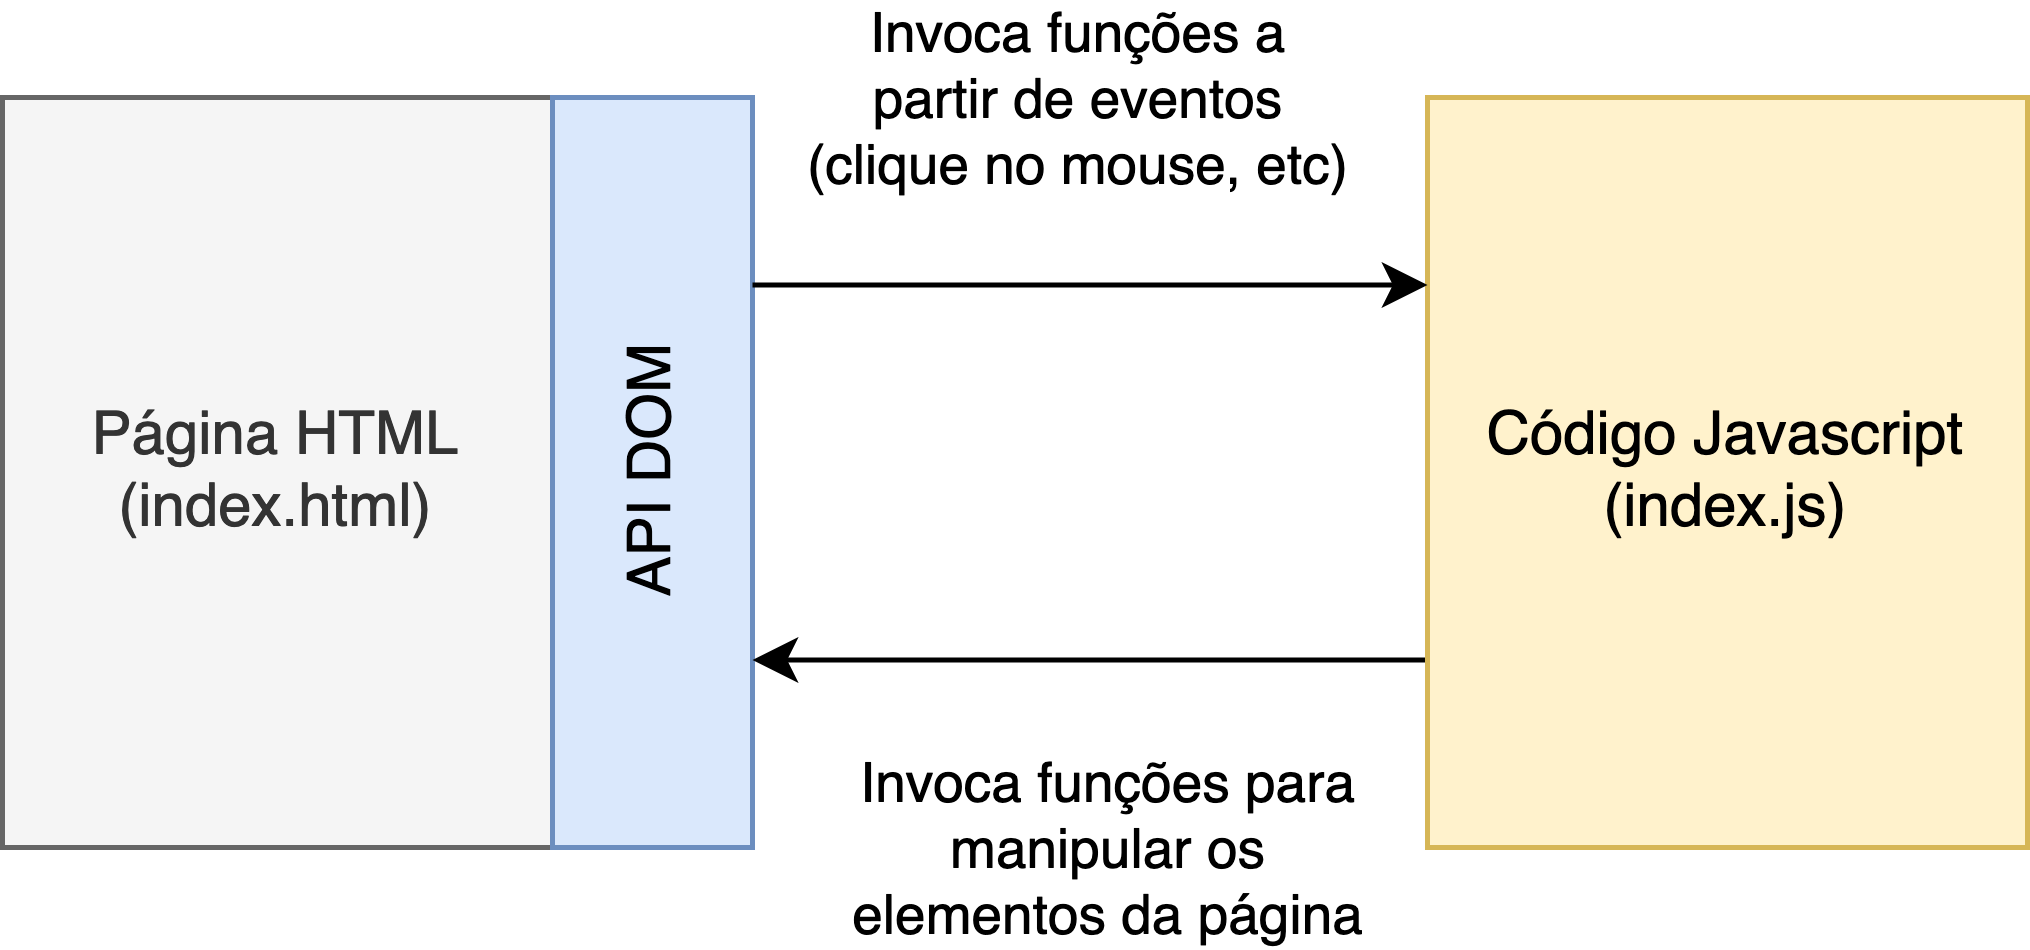 Invoca funções a
partir de eventos
(clique no mouse, etc)
Página HTML
(index.html)
API DOM
Código Javascript
(index.js)
Invoca funções para
manipular os
elementos da página